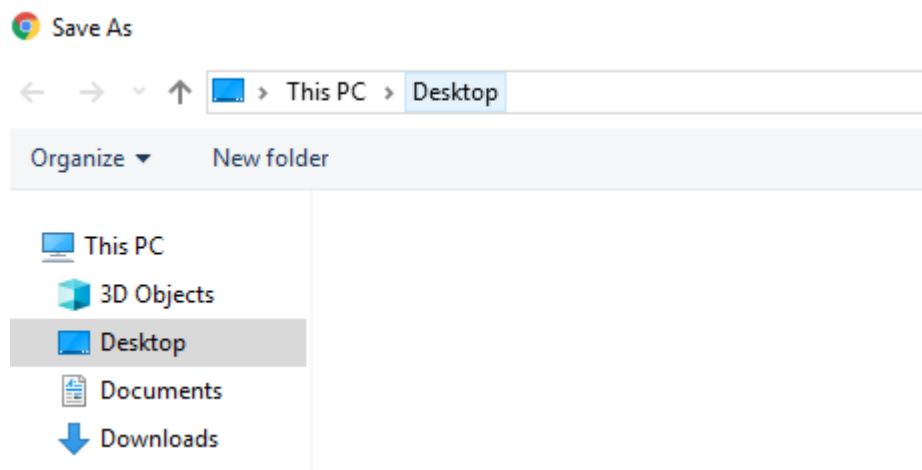 Save As
This PC > Desktop
Organize New folder
This PC
3D Objects
Desktop
Documents
Downloads